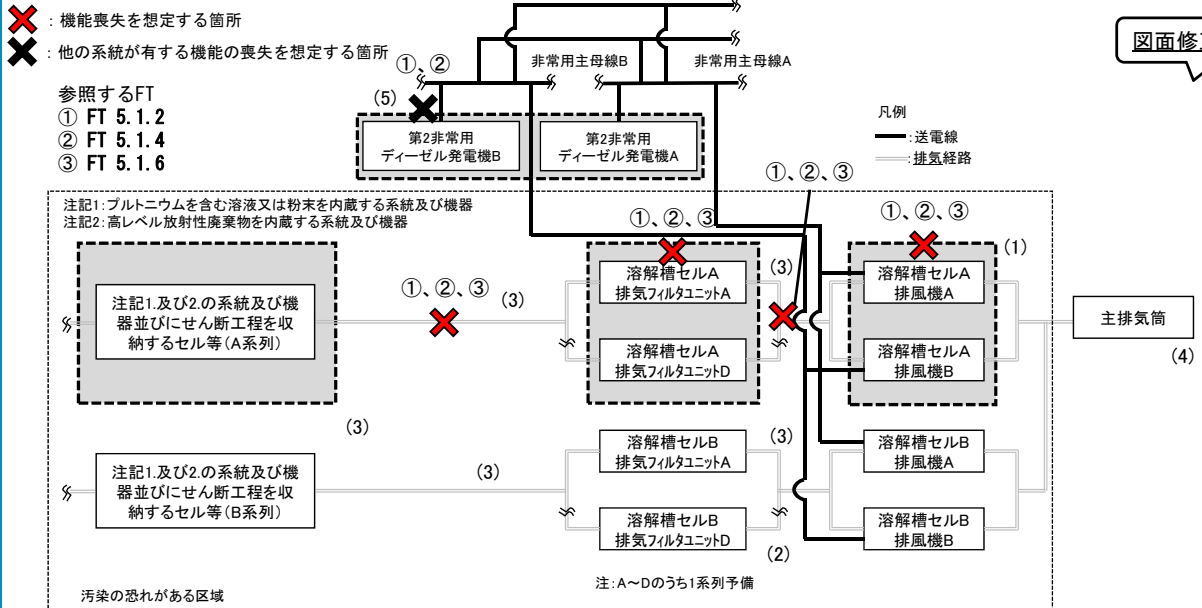 ：機能喪失を想定する箇所
：他の系統が有する機能の喪失を想定する箇所
参照するFT
① FT 5.1.2
② FT 5.1.4
③ FT 5.1.6
①、②
(5)
非常用主母線B
非常用主母線A
第2非常用
ディーゼル発電機B
第2非常用
ディーゼル発電機A
凡例
：送電線
：排気経路
注記1：プルトニウムを含む溶液又は粉末を内蔵する系統及び機器
注記2：高レベル放射性廃棄物を内蔵する系統及び機器
①、②、③
①、②、③
①、②、③
(1)
注記1.及び2.の系統及び機
器並びにせん断工程を収
納するセル等(A系列)
①、②、③
(3)
溶解槽セルA
排気フィルタユニットA
(3)
溶解槽セルA
排風機A
溶解槽セルA
排気フィルタユニットD
溶解槽セルA
排風機B
主排気筒
(4)
(3)
注記1.及び2.の系統及び機
器並びにせん断工程を収
納するセル等(B系列)
(3)
溶解槽セルB
排気フィルタユニットA
(3)
溶解槽セルB
排風機A
溶解槽セルB
排気フィルタユニットD
(2)
溶解槽セルB
排風機B
注：A～Dのうち1系列予備
汚染の恐れがある区域
図面修